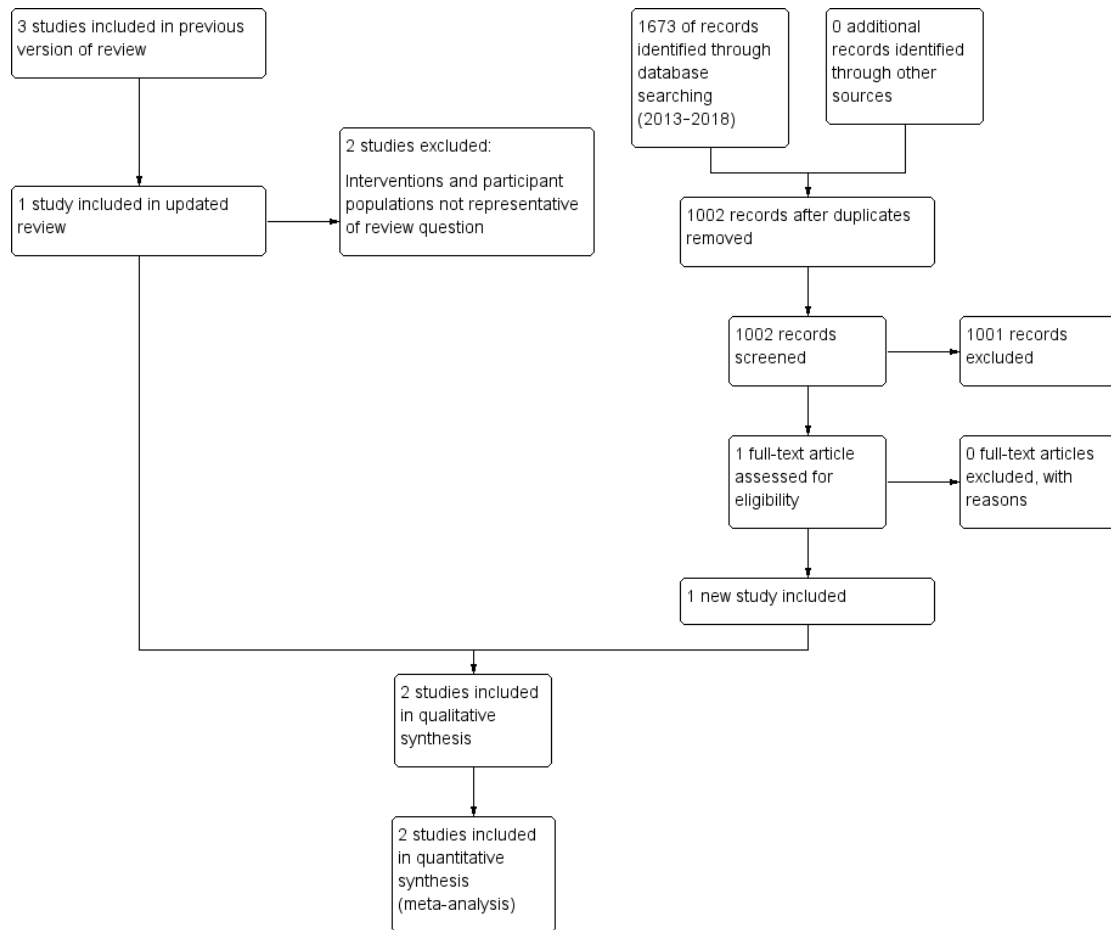 3 studies included in previous
version of review
1673 of records
identified through
database
searching
(2013–2018)
0 additional
records identified
through other
sources
2 studies excluded:
Interventions and participant
populations not representative
of review question
1 study included in updated
review
1002 records after duplicates
removed
1002 records
screened
1001 records
excluded
1 full-text article
assessed for
eligibility
0 full-text articles
excluded, with
reasons
1 new study included
2 studies included
in qualitative
synthesis
2 studies included
in quantitative
synthesis
(meta-analysis)